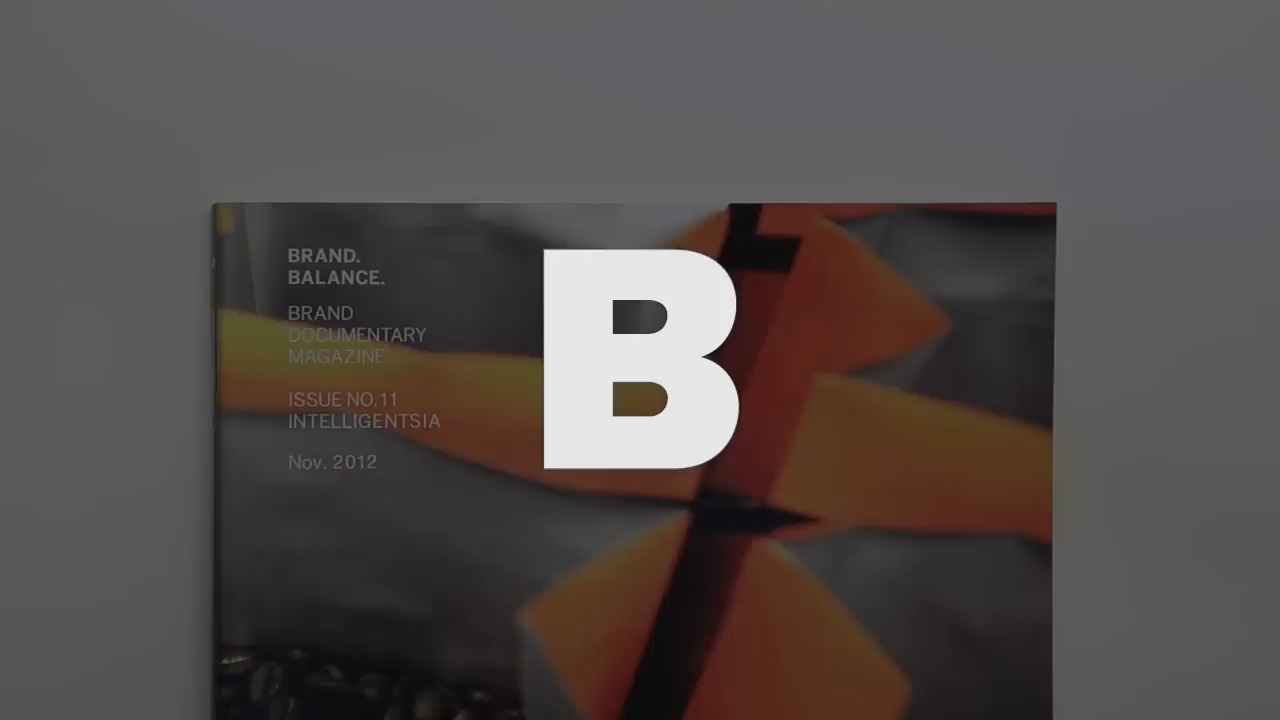 BRAND.
BALANCE.
BRAND
DOCUMENTARY
MAGAZINE
ISSUE NO.11
INTELLIGENTSIA
Nov. 2012
B